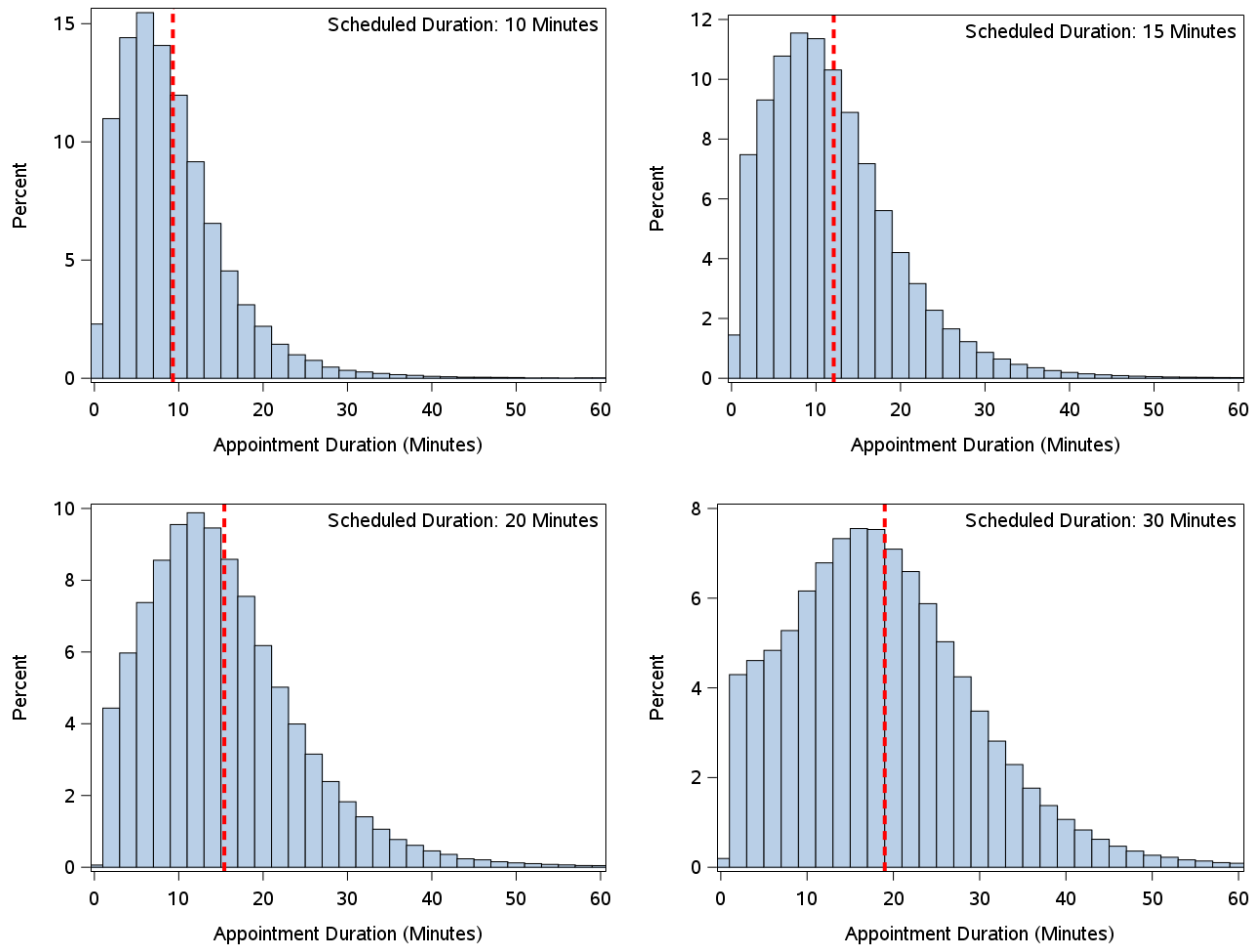 Scheduled Duration: 10 Minutes
15
10
5
0
Percent
0 10 20 30 40 50 60
Appointment Duration (Minutes)
Scheduled Duration: 15 Minutes
12
10
8
6
4
2
0
Percent
0 10 20 30 40 50 60
Appointment Duration (Minutes)
Scheduled Duration: 20 Minutes
10
8
6
4
2
0
Percent
0 10 20 30 40 50 60
Appointment Duration (Minutes)
Scheduled Duration: 30 Minutes
8
6
4
2
0
Percent
0 10 20 30 40 50 60
Appointment Duration (Minutes)